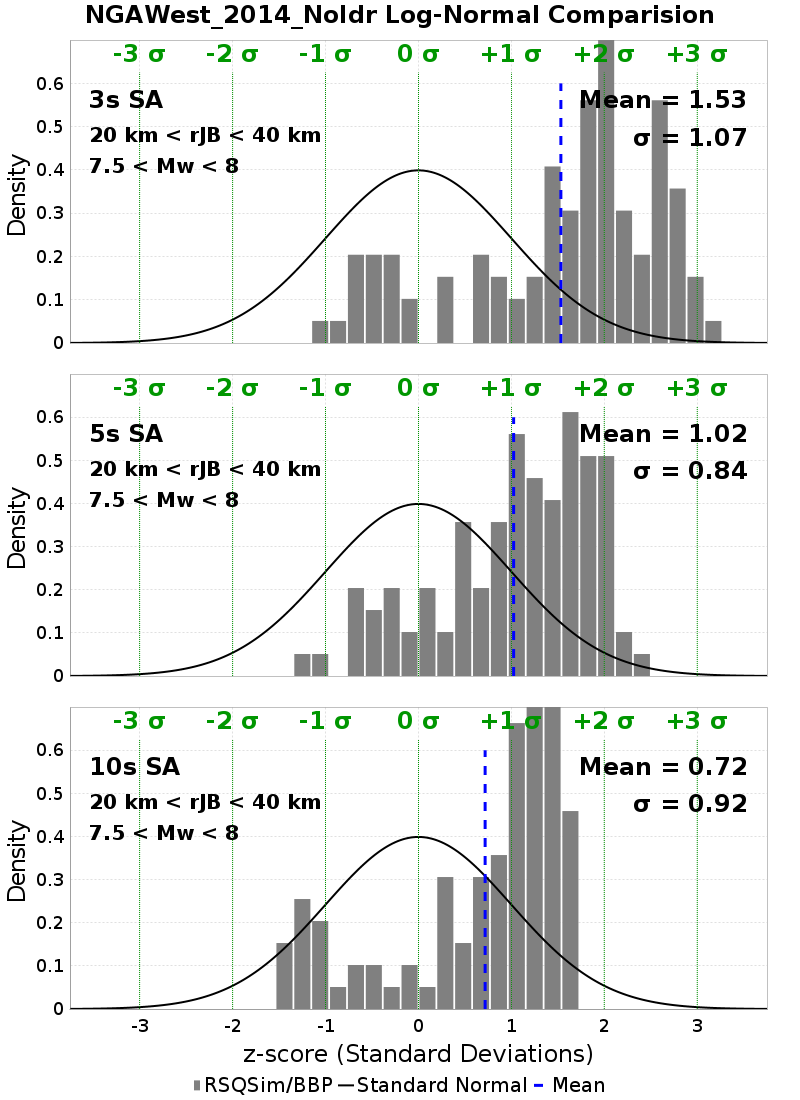 NGAWest_2014_NoIdr Log-Normal Comparision
-3 σ -2 σ -1 σ 0 σ +1 σ +2 σ +3 σ
3s SA
Mean = 1.53
20 km < rJB < 40 km
σ = 1.07
7.5 < Mw < 8
Density
0.6
0.5
0.4
0.3
0.2
0.1
0
-3 σ -2 σ -1 σ 0 σ +1 σ +2 σ +3 σ
5s SA
Mean = 1.02
20 km < rJB < 40 km
σ = 0.84
7.5 < Mw < 8
Density
0.6
0.5
0.4
0.3
0.2
0.1
0
-3 σ -2 σ -1 σ 0 σ +1 σ +2 σ +3 σ
10s SA
Mean = 0.72
20 km < rJB < 40 km
σ = 0.92
7.5 < Mw < 8
Density
0.6
0.5
0.4
0.3
0.2
0.1
0
-3 -2 -1 0 1 2 3
z-score (Standard Deviations)
RSQSim/BBP Standard Normal Mean